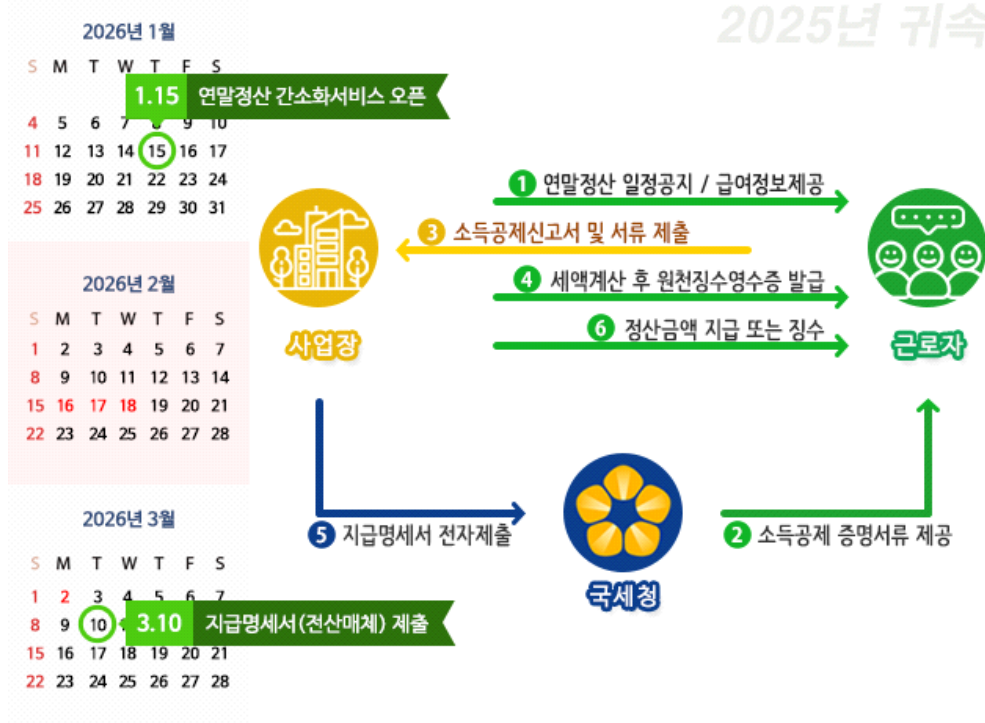 2025년 귀속
2026년 1월
S M T W T F S
1.15 연말정산 간소화서비스 오픈
4 5 6 7 8 9 10
11 12 13 14 15 16 17
18 19 20 21 22 23 24
25 26 27 28 29 30 31
2026년 2월
S M T W T F S
1 2 3 4 5 6 7
8 9 10 11 12 13 14
15 16 17 18 19 20 21
22 23 24 25 26 27 28
2026년 3월
S M T W T F S
1 2 3 4 5 6 7
8 9 10
3.10 지급명세서(전산매체) 제출
15 16 17 18 19 20 21
22 23 24 25 26 27 28
1 연말정산 일정공지 / 급여정보제공
3 소득공제신고서 및 서류 제출
4 세액계산 후 원천징수영수증 발급
6 정산금액 지급 또는 징수
사업장
근로자
5 지급명세서 전자제출
2 소득공제 증명서류 제공
국세청